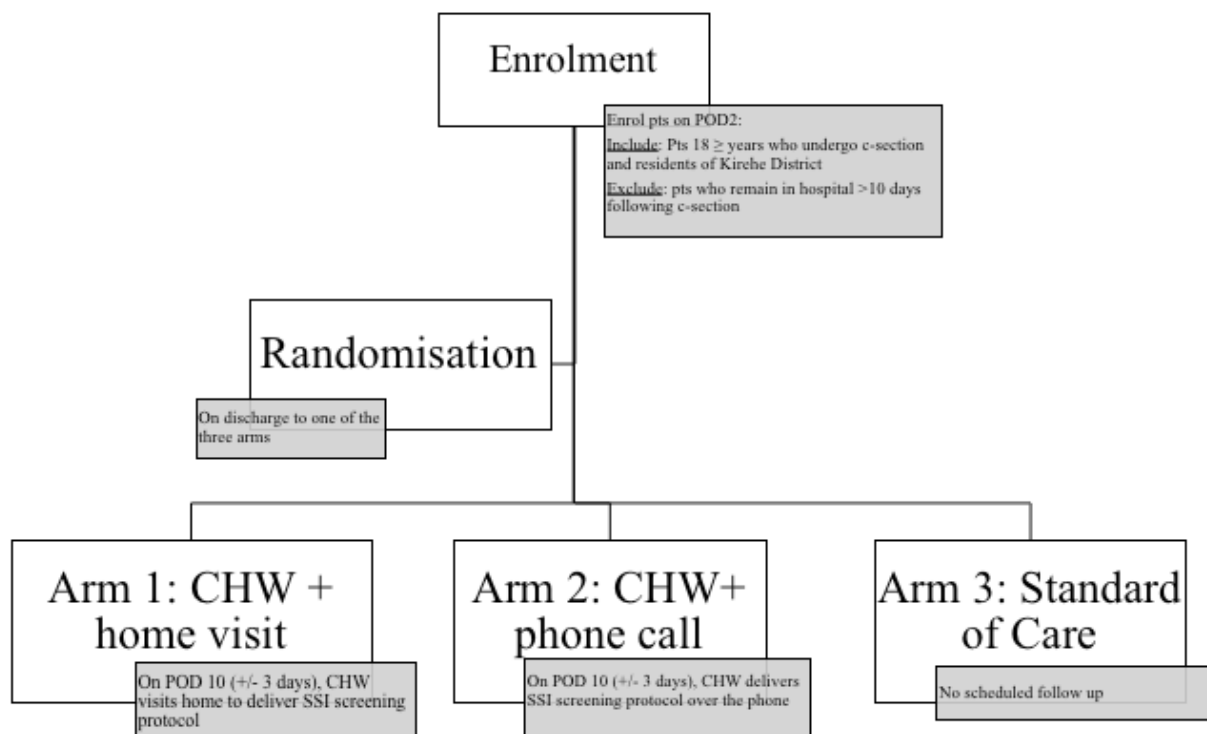 Enrolment
Enrol pts on POD2:
Include: Pts 18 ≥ years who undergo c-section
and residents of Kirehe District
Exclude: pts who remain in hospital >10 days
following c-section
Randomisation
On discharge to one of the
three arms
Arm 1: CHW +
home visit
On POD 10 (+/- 3 days), CHW
visits home to deliver SSI screening
protocol
Arm 2: CHW+
phone call
On POD 10 (+/- 3 days), CHW delivers
SSI screening protocol over the phone
Arm 3: Standard
of Care
No scheduled follow up